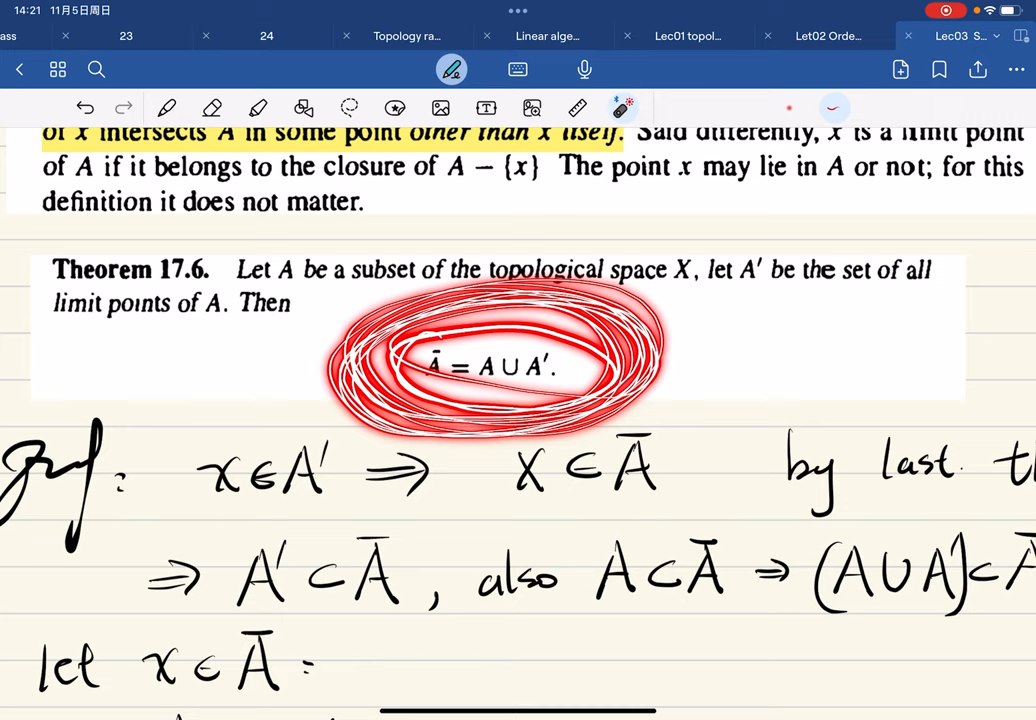 14:21 11月5日周日
ass 23 24 Topology ra... Linear alge... Lec01 topol... Let02 Orde... Lec03 S...
of x intersects A in some point other than x itself. Said differently, x is a limit point
of A if it belongs to the closure of A − {x} The point x may lie in A or not; for this
definition it does not matter.
Theorem 17.6. Let A be a subset of the topological space X, let A′ be the set of all
limit points of A. Then
Ā = A ∪ A′.
x ∈ A′ ⇒ x ∈ Ā by last
⇒ A′ ⊂ Ā, also A ⊂ Ā ⇒ (A ∪ A′) ⊂ Ā
let x ∈ Ā :